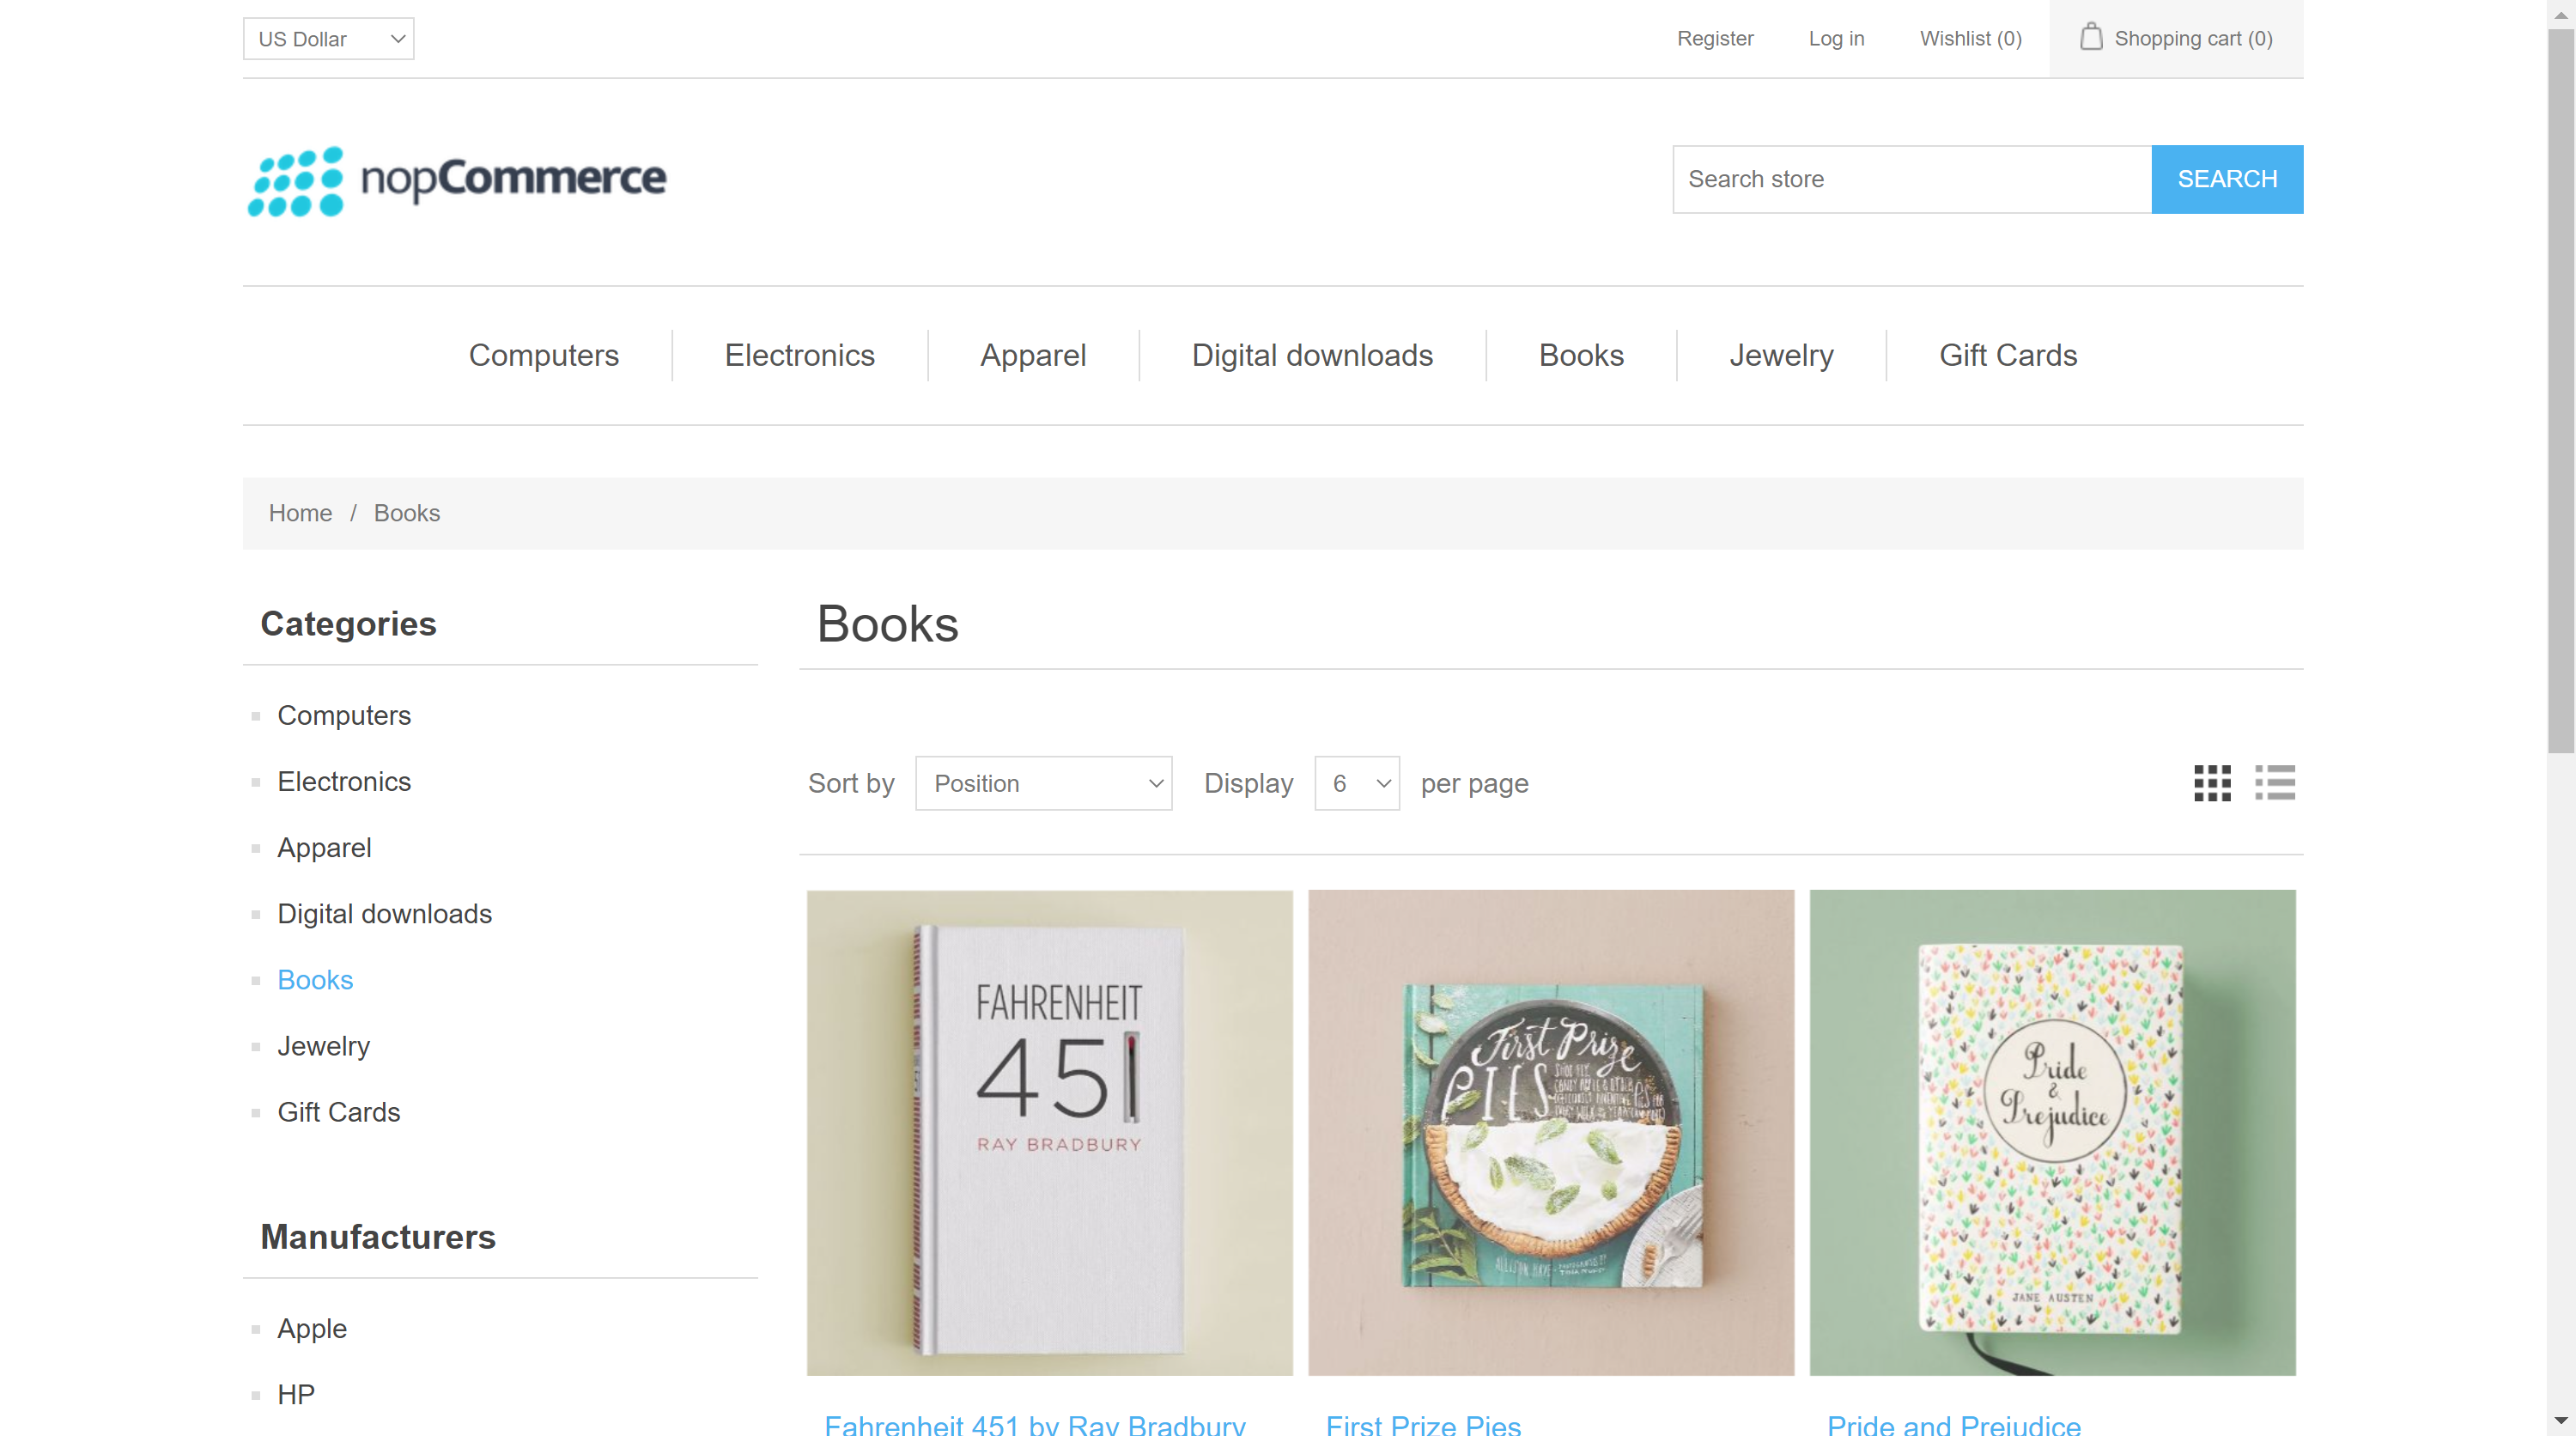 US Dollar
Register
Log in
Wishlist (0)
Shopping cart (0)
nopCommerce
Search store
SEARCH
Computers
Electronics
Apparel
Digital downloads
Books
Jewelry
Gift Cards
Home / Books
Categories
Computers
Electronics
Apparel
Digital downloads
Books
Jewelry
Gift Cards
Manufacturers
Apple
HP
Books
Sort by Position Display 6 per page
FAHRENHEIT
451
RAY BRADBURY
First Prize
PIES
Pride
&
Prejudice
JANE AUSTEN
Fahrenheit 451 by Ray Bradbury
First Prize Pies
Pride and Prejudice